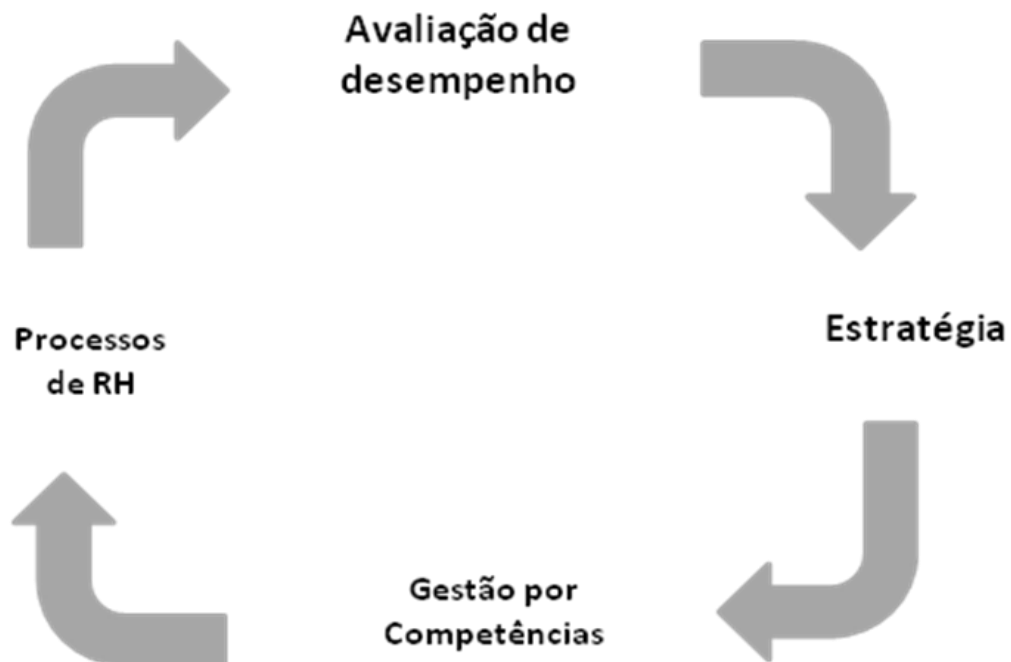 Avaliação de
desempenho
Estratégia
Processos
de RH
Gestão por
Competências